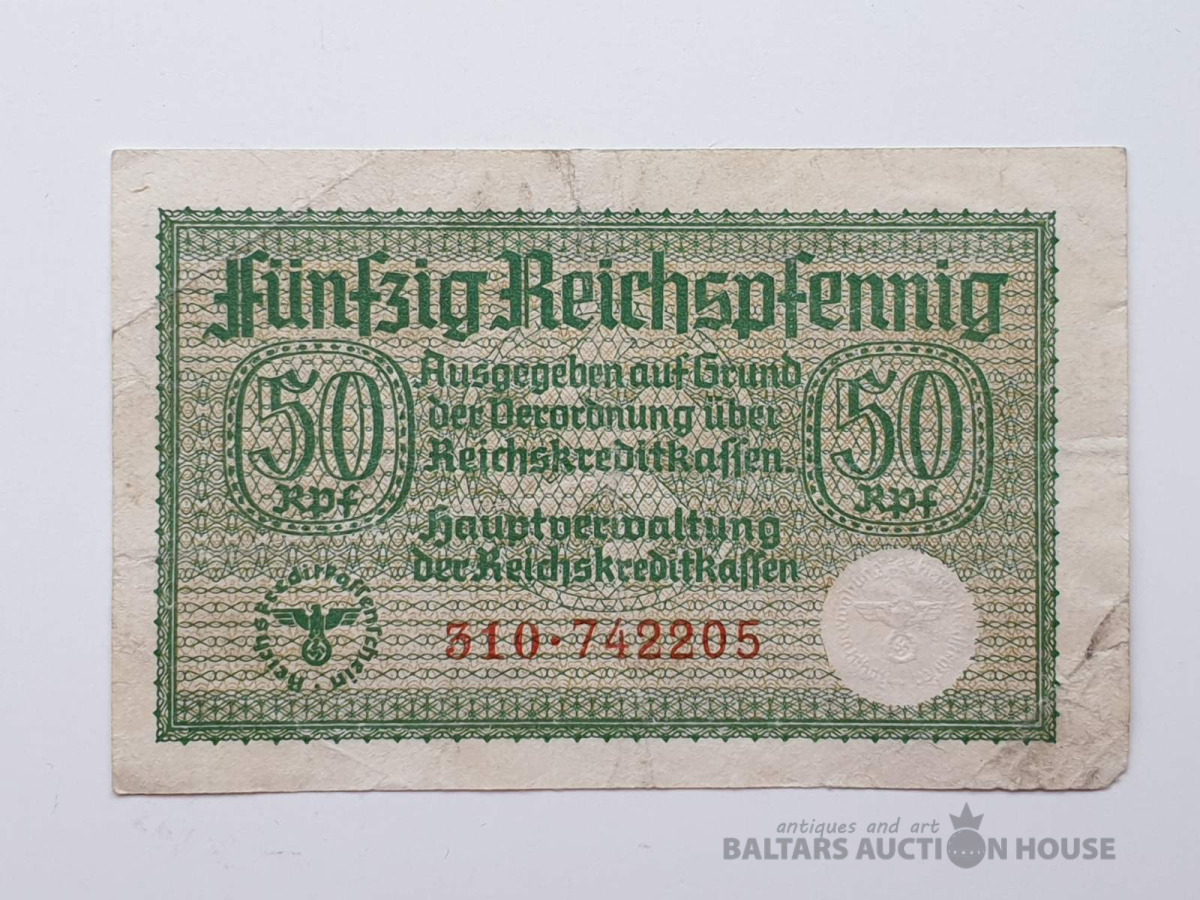 Fünfzig Reichspfennig
50
Rpf
Ausgegeben auf Grund
der Verordnung über
Reichskreditkassen.
50
Rpf
Hauptverwaltung
der Reichskreditkassen
Reichskreditkassenschein
310·742205
antiques and art
BALTARS AUCTION HOUSE